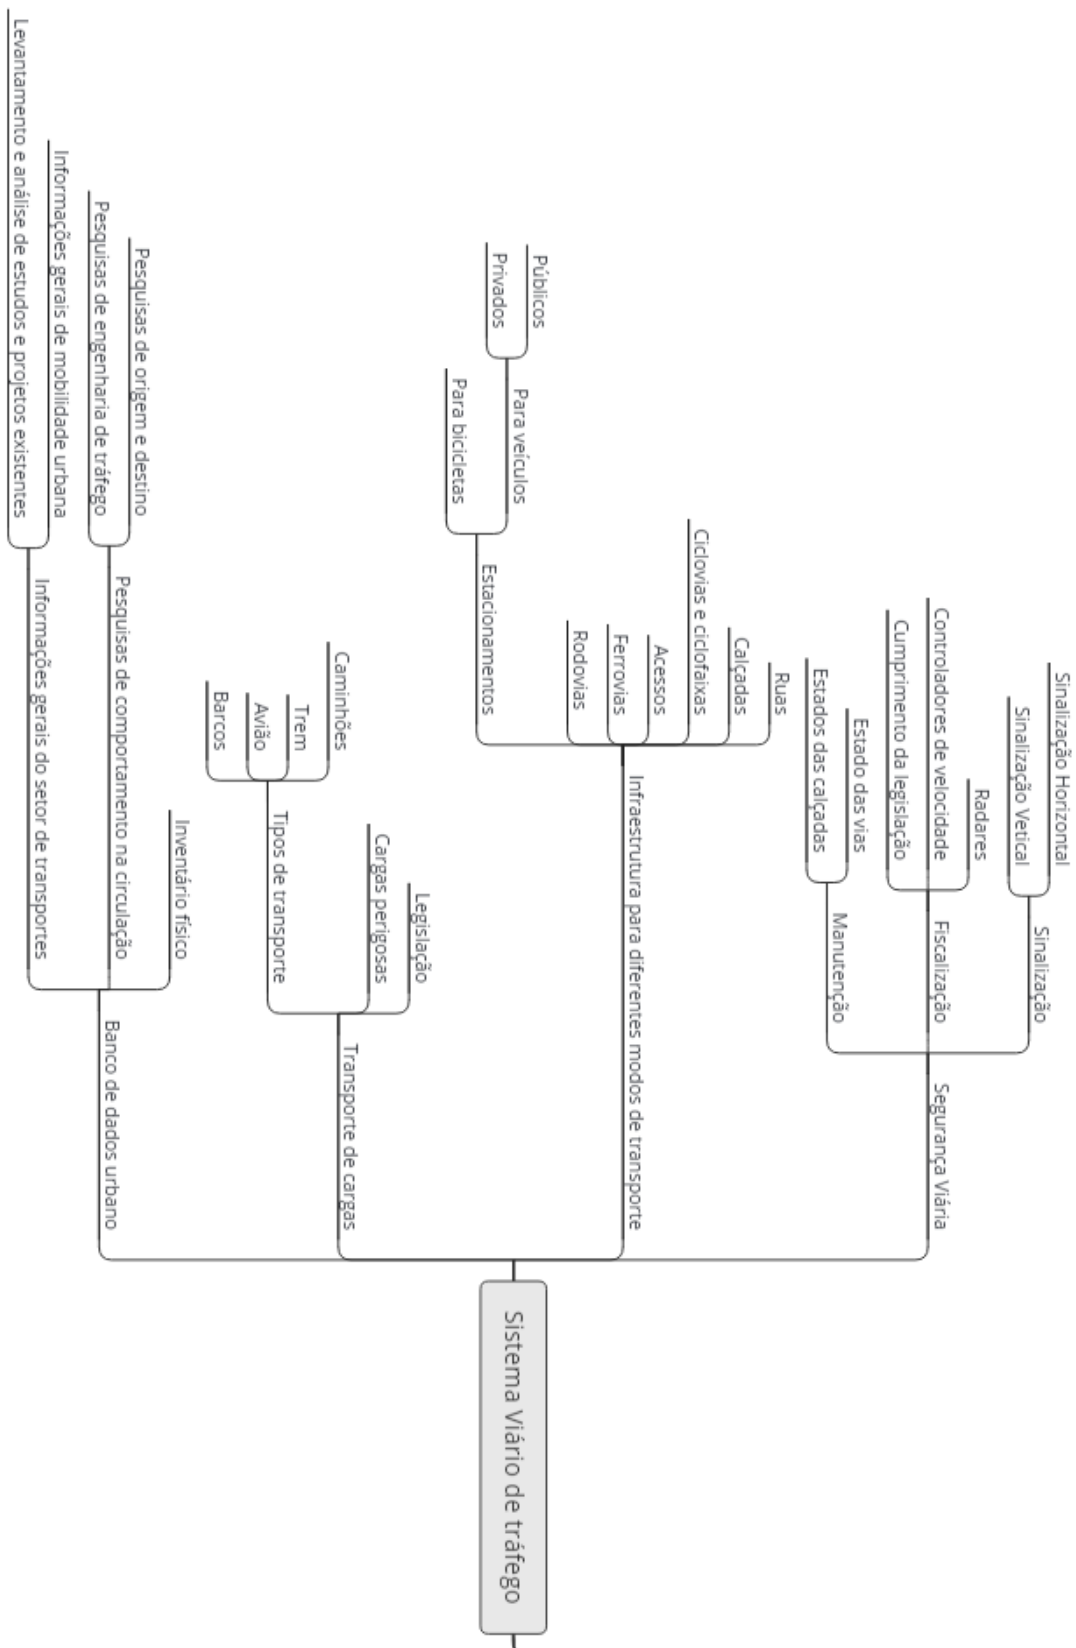 Sinalização Horizontal
Sinalização Vetical
Sinalização
Radares
Controladores de velocidade
Cumprimento da legislação
Fiscalização
Estado das vias
Estados das calçadas
Manutenção
Segurança Viária
Ruas
Calçadas
Ciclovias e ciclofaixas
Acessos
Ferrovias
Rodovias
Públicos
Privados
Para veículos
Para bicicletas
Estacionamentos
Infraestrutura para diferentes modos de transporte
Legislação
Cargas perigosas
Caminhões
Trem
Avião
Barcos
Tipos de transporte
Transporte de cargas
Inventário físico
Pesquisas de origem e destino
Pesquisas de engenharia de tráfego
Pesquisas de comportamento na circulação
Informações gerais de mobilidade urbana
Levantamento e análise de estudos e projetos existentes
Informações gerais do setor de transportes
Banco de dados urbano
Sistema Viário de tráfego